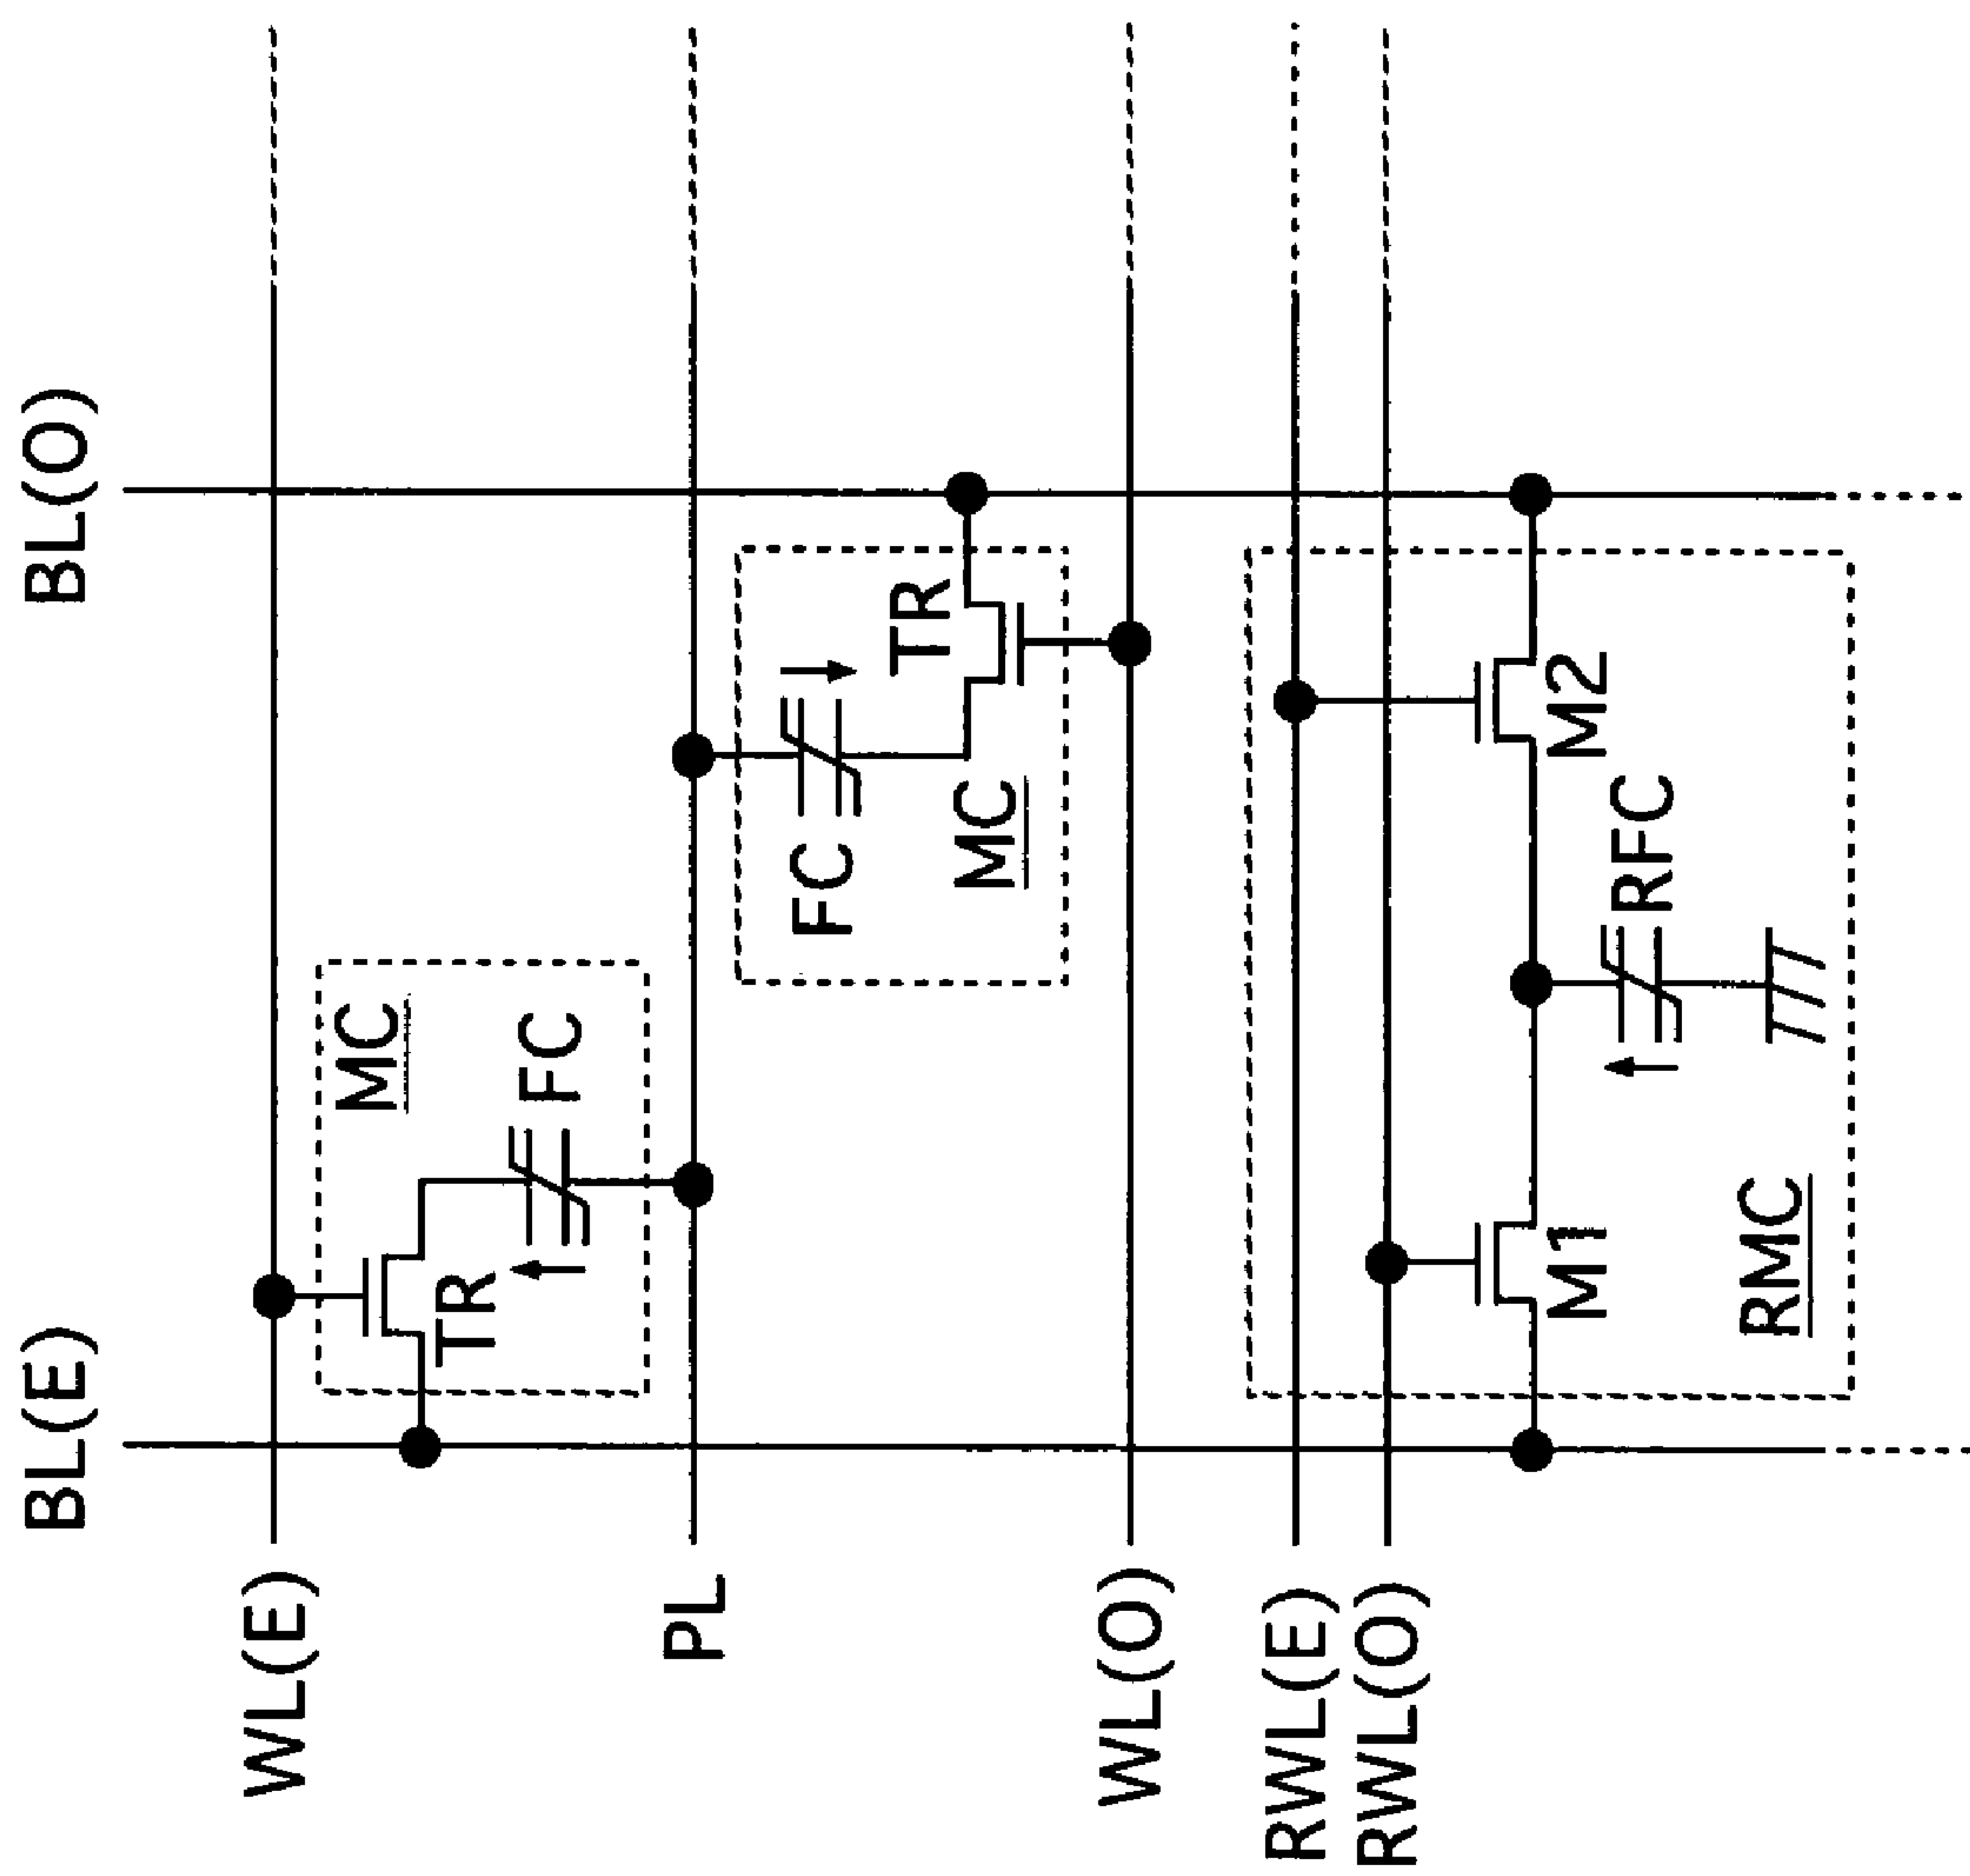 BL(E)
BL(O)
WL(E)
MC
TR
FC
PL
FC
TR
MC
WL(O)
RWL(E)
RWL(O)
M1
M2
RFC
RMC